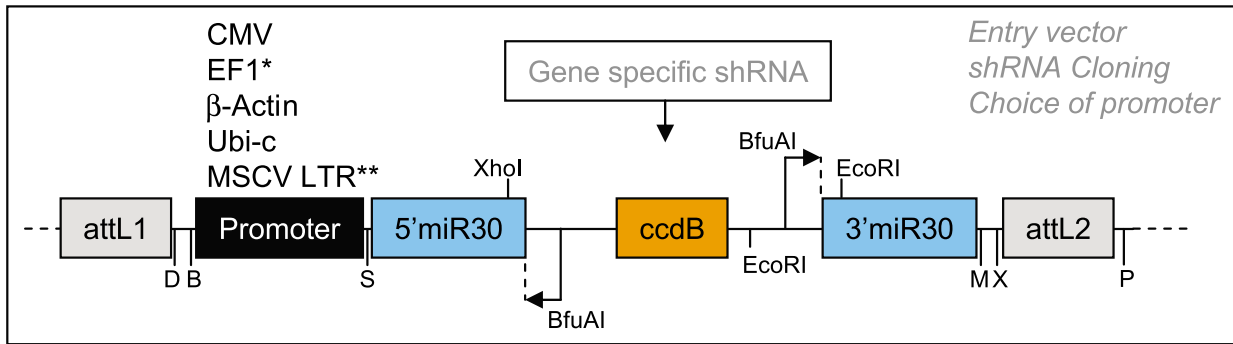 CMV
EF1*
β-Actin
Ubi-c
MSCV LTR**
Gene specific shRNA
Entry vector
shRNA Cloning
Choice of promoter
BfuAI
XhoI
EcoRI
attL1
Promoter
5'miR30
ccdB
3'miR30
attL2
D
B
S
EcoRI
M
X
P
BfuAI